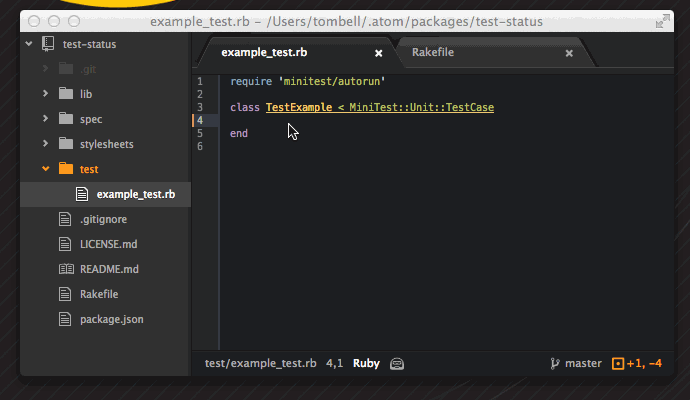 example_test.rb – /Users/tombell/.atom/packages/test-status
test-status
.git
lib
spec
stylesheets
test
example_test.rb
.gitignore
LICENSE.md
README.md
Rakefile
package.json
example_test.rb
Rakefile
1 require 'minitest/autorun'
2
3 class TestExample < MiniTest::Unit::TestCase
4
5 end
6
test/example_test.rb 4,1 Ruby master +1, -4